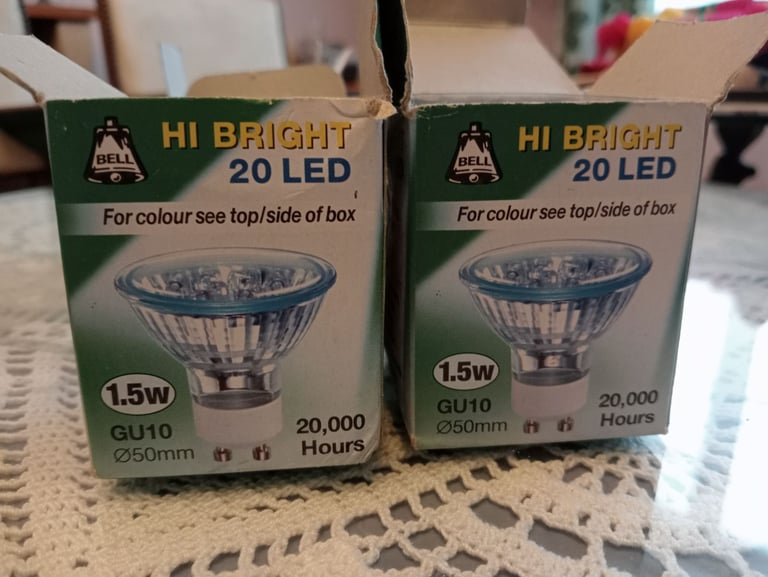 BELL
HI BRIGHT
20 LED
For colour see top/side of box
1.5w
GU10
Ø50mm
20,000
Hours
BELL
HI BRIGHT
20 LED
For colour see top/side of box
1.5w
GU10
Ø50mm
20,000
Hours